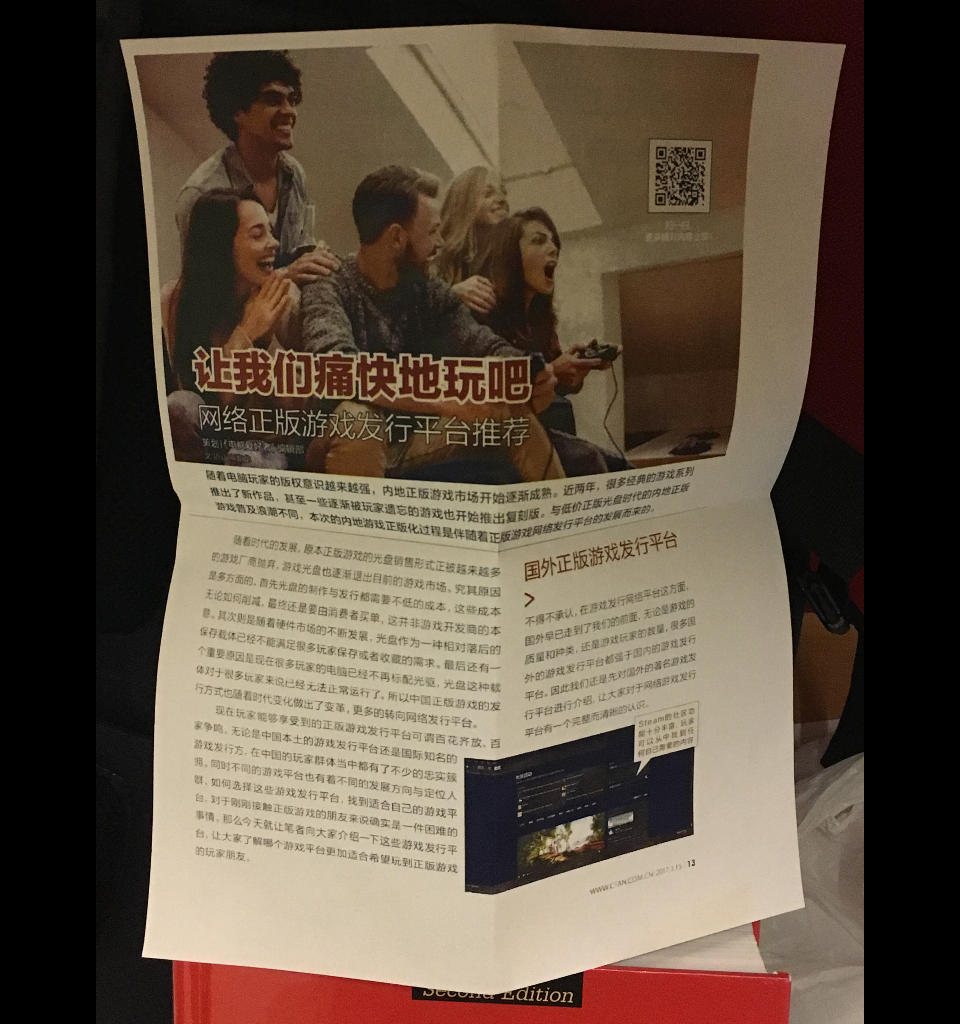 让我们痛快地玩吧
网络正版游戏发行平台推荐
策划/《电脑爱好者》编辑部
随着电脑玩家的版权意识越来越强，内地正版游戏市场开始逐渐成熟。近两年，很多经典的游戏系列
推出了新作品，甚至一些逐渐被玩家遗忘的游戏也开始推出复刻版。与低价正版光盘时代的内地正版
游戏普及浪潮不同，本次的内地游戏正版化过程是伴随着正版游戏网络发行平台的发展而来的。
随着时代的发展，原本正版游戏的光盘销售形式正被越来越多
的游戏厂商抛弃，游戏光盘也逐渐退出目前的游戏市场。究其原因
是多方面的，首先光盘的制作与发行都需要不低的成本，这些成本
无论如何削减，最终还是要由消费者买单，这并非游戏开发商的本
意。其次则是随着硬件市场的不断发展，光盘作为一种相对落后的
保存载体已经不能满足很多玩家保存或者收藏的需求。最后还有一
个重要原因是现在很多玩家的电脑已经不再标配光驱，光盘这种载
体对于很多玩家来说已经无法正常运行了。所以中国正版游戏的发
行方式也随着时代变化做出了变革，更多的转向网络发行平台。
现在玩家能够享受到的正版游戏发行平台可谓百花齐放、百
家争鸣，无论是中国本土的游戏发行平台还是国际知名的
游戏发行方，在中国的玩家群体当中都有了不少的忠实簇
拥。同时不同的游戏平台也有着不同的发展方向与定位人
群，如何选择这些游戏发行平台，找到适合自己的游戏平
台，对于刚刚接触正版游戏的朋友来说确实是一件困难的
事情。那么今天就让笔者向大家介绍一下这些游戏发行平
台，让大家了解哪个游戏平台更加适合希望玩到正版游戏
的玩家朋友。
国外正版游戏发行平台
>
不得不承认，在游戏发行网络平台这方面，
国外早已走到了我们的前面，无论是游戏的
质量和种类，还是游戏玩家的数量，很多国
外的游戏发行平台都强于国内的游戏发行
平台。因此我们还是先对国外的著名游戏发
行平台进行介绍，让大家对于网络游戏发行
平台有一个完整而清晰的认识。
Steam的社区功
能十分丰富，玩家
可以从中找到任
何自己需要的内容
WWW.CFAN.COM.CN 2017.1.15 13
Second Edition